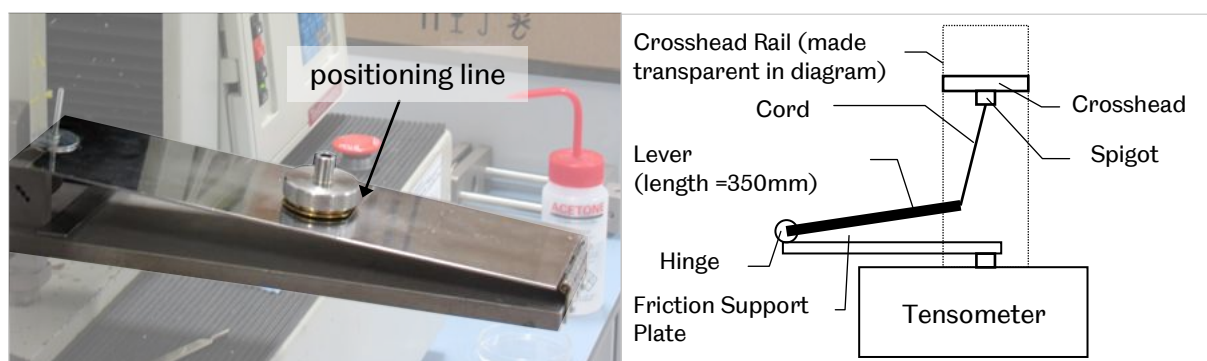 positioning line
ACETONE
Crosshead Rail (made
transparent in diagram)
Cord
Crosshead
Lever
(length =350mm)
Spigot
Hinge
Friction Support
Plate
Tensometer